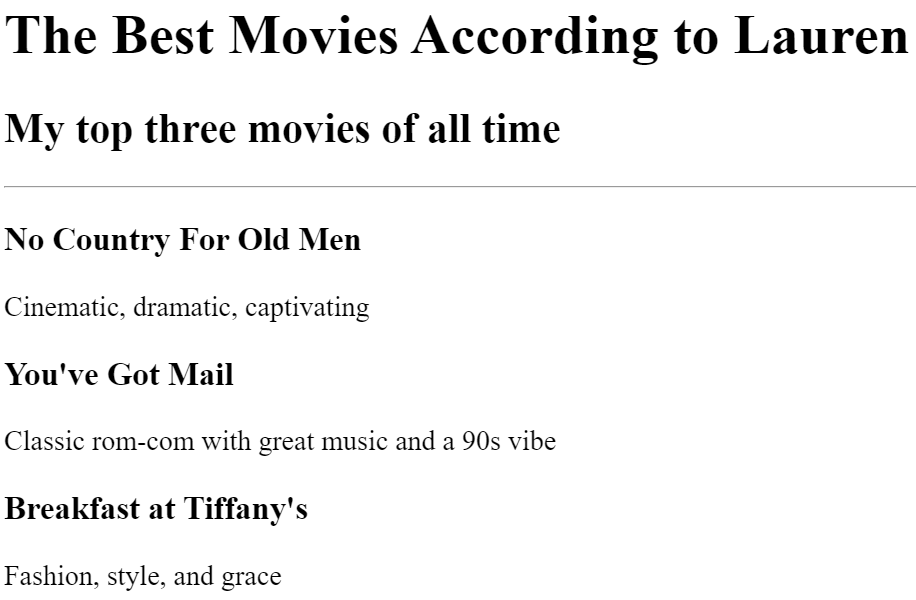 The Best Movies According to Lauren
My top three movies of all time
No Country For Old Men
Cinematic, dramatic, captivating
You've Got Mail
Classic rom-com with great music and a 90s vibe
Breakfast at Tiffany's
Fashion, style, and grace